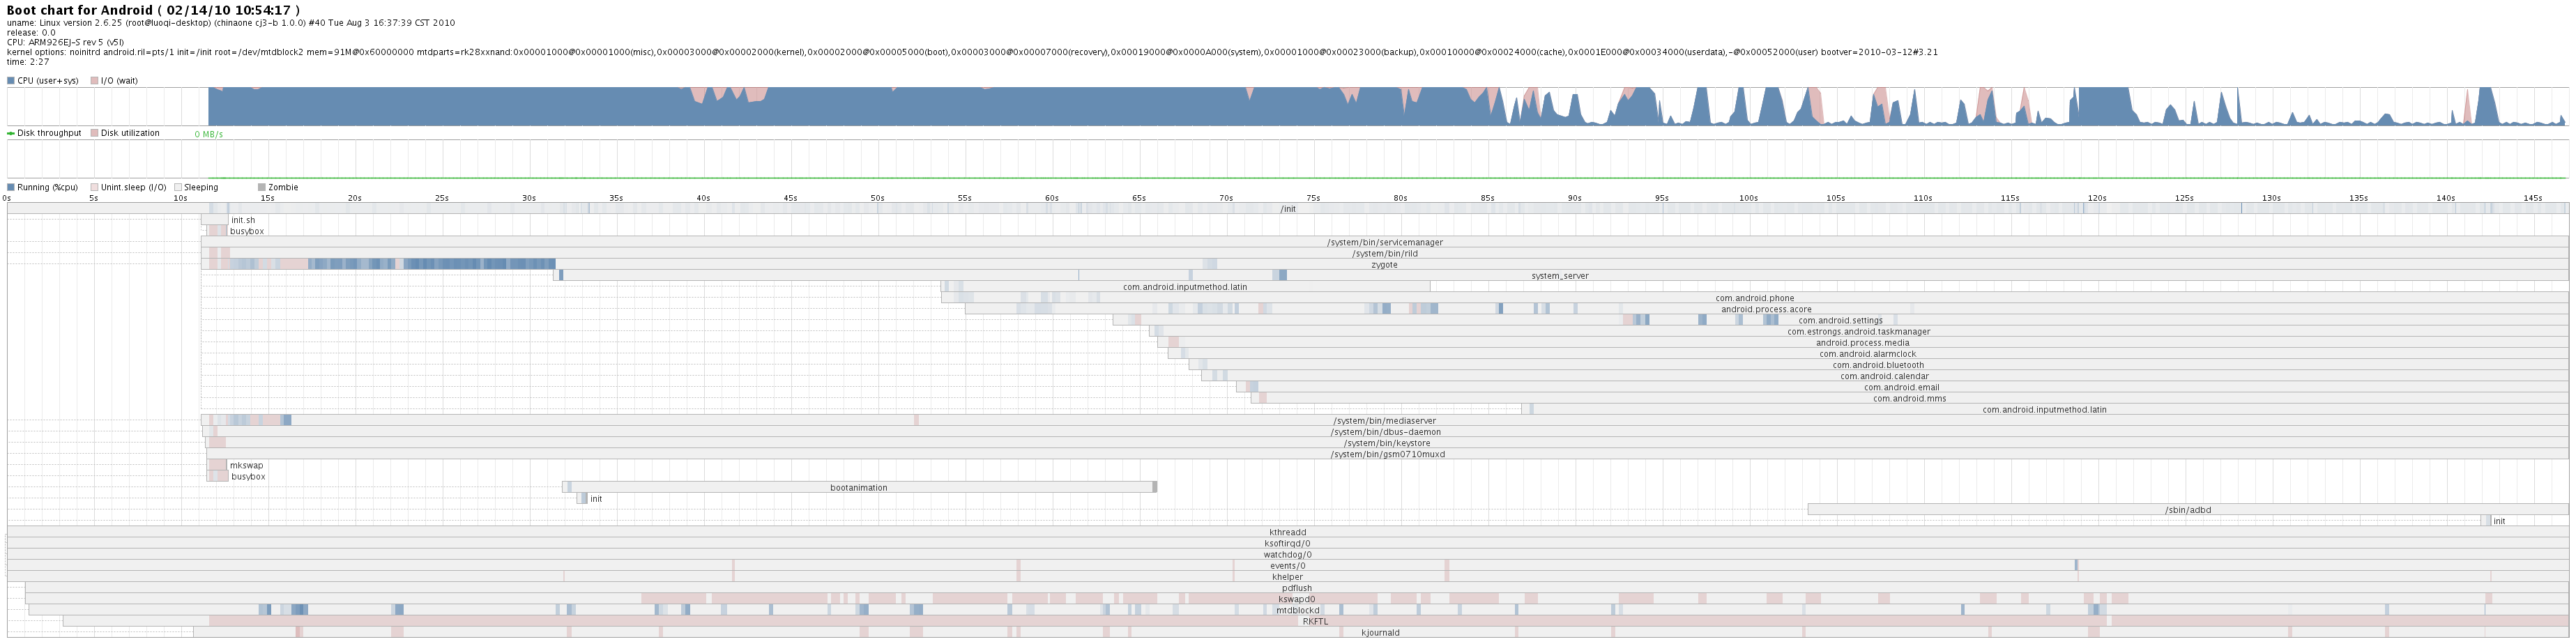 Boot chart for Android ( 02/14/10 10:54:17 )
uname: Linux version 2.6.25 (root@luoqi-desktop) (chinaone cj3-b 1.0.0) #40 Tue Aug 3 16:37:39 CST 2010
release: 0.0
CPU: ARM926EJ-S rev 5 (v5l)
kernel options: noinitrd android.ril=pts/1 init=/init root=/dev/mtdblock2 mem=91M@0x60000000 mtdparts=rk28xxnand:0x00001000@0x00001000(misc),0x00003000@0x00002000(kernel),0x00002000@0x00005000(boot),0x00003000@0x00007000(recovery),0x00019000@0x0000A000(system),0x00001000@0x00023000(backup),0x00010000@0x00024000(cache),0x0001E000@0x00034000(userdata),-@0x00052000(user) bootver=2010-03-12#3.21
time: 2:27
CPU (user+sys) I/O (wait)
Disk throughput Disk utilization 0 MB/s
Running (%cpu) Unint.sleep (I/O) Sleeping Zombie
0s 5s 10s 15s 20s 25s 30s 35s 40s 45s 50s 55s 60s 65s 70s 75s 80s 85s 90s 95s 100s 105s 110s 115s 120s 125s 130s 135s 140s 145s
/init
init.sh
busybox
/system/bin/servicemanager
/system/bin/rild
zygote
system_server
com.android.inputmethod.latin
com.android.phone
android.process.acore
com.android.settings
com.estrongs.android.taskmanager
android.process.media
com.android.alarmclock
com.android.bluetooth
com.android.calendar
com.android.email
com.android.mms
com.android.inputmethod.latin
/system/bin/mediaserver
/system/bin/dbus-daemon
/system/bin/keystore
/system/bin/gsm0710muxd
mkswap
busybox
bootanimation
init
/sbin/adbd
init
kthreadd
ksoftirqd/0
watchdog/0
events/0
khelper
pdflush
kswapd0
mtdblockd
RKFTL
kjournald